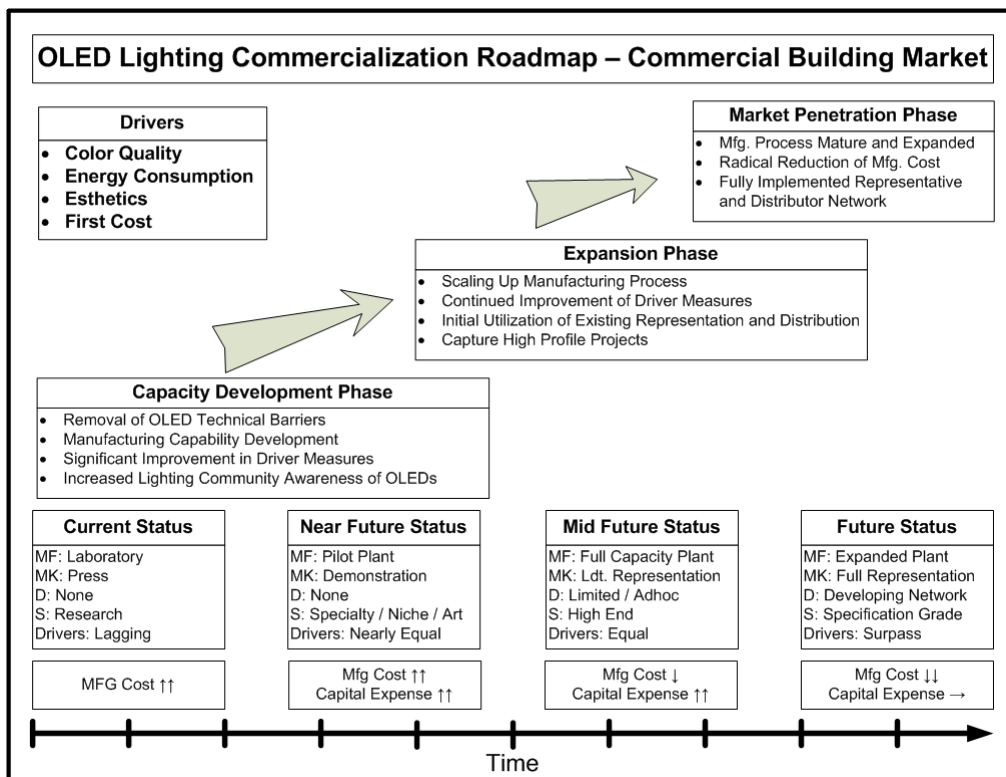 OLED Lighting Commercialization Roadmap – Commercial Building Market
Drivers
• Color Quality
• Energy Consumption
• Esthetics
• First Cost
Market Penetration Phase
• Mfg. Process Mature and Expanded
• Radical Reduction of Mfg. Cost
• Fully Implemented Representative
and Distributor Network
Expansion Phase
• Scaling Up Manufacturing Process
• Continued Improvement of Driver Measures
• Initial Utilization of Existing Representation and Distribution
• Capture High Profile Projects
Capacity Development Phase
• Removal of OLED Technical Barriers
• Manufacturing Capability Development
• Significant Improvement in Driver Measures
• Increased Lighting Community Awareness of OLEDs
Current Status
MF: Laboratory
MK: Press
D: None
S: Research
Drivers: Lagging
Near Future Status
MF: Pilot Plant
MK: Demonstration
D: None
S: Specialty / Niche / Art
Drivers: Nearly Equal
Mid Future Status
MF: Full Capacity Plant
MK: Ldt. Representation
D: Limited / Adhoc
S: High End
Drivers: Equal
Future Status
MF: Expanded Plant
MK: Full Representation
D: Developing Network
S: Specification Grade
Drivers: Surpass
MFG Cost ↑↑
Mfg Cost ↑↑
Capital Expense ↑↑
Mfg Cost ↓
Capital Expense ↑↑
Mfg Cost ↓↓
Capital Expense →
Time